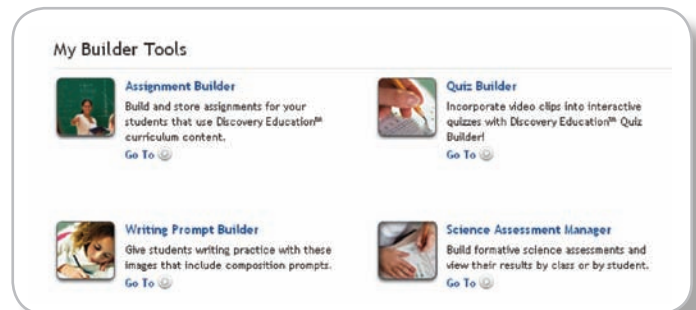 My Builder Tools
Assignment Builder
Build and store assignments for your
students that use Discovery Education℠
curriculum content.
Go To
Quiz Builder
Incorporate video clips into interactive
quizzes with Discovery Education℠ Quiz
Builder!
Go To
Writing Prompt Builder
Give students writing practice with these
images that include composition prompts.
Go To
Science Assessment Manager
Build formative science assessments and
view their results by class or by student.
Go To